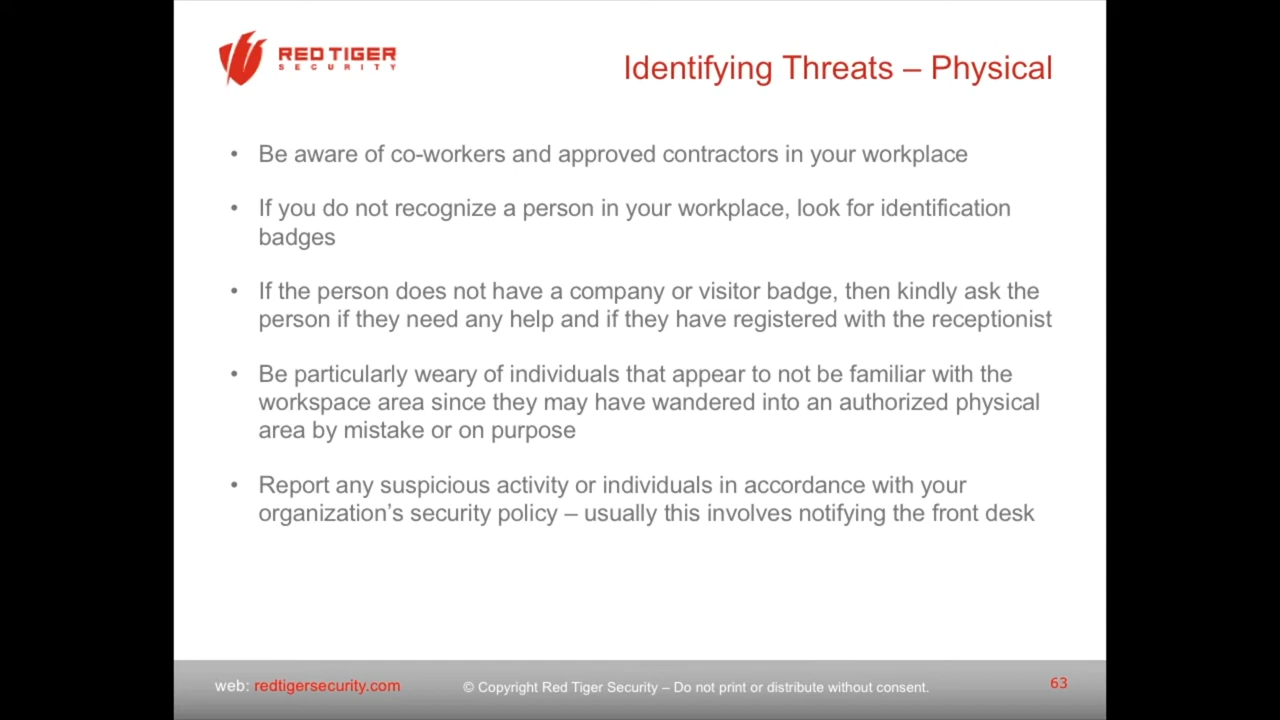 RED TIGER
SECURITY
Identifying Threats – Physical
• Be aware of co-workers and approved contractors in your workplace
• If you do not recognize a person in your workplace, look for identification
badges
• If the person does not have a company or visitor badge, then kindly ask the
person if they need any help and if they have registered with the receptionist
• Be particularly weary of individuals that appear to not be familiar with the
workspace area since they may have wandered into an authorized physical
area by mistake or on purpose
• Report any suspicious activity or individuals in accordance with your
organization’s security policy – usually this involves notifying the front desk
web: redtigersecurity.com
© Copyright Red Tiger Security – Do not print or distribute without consent.
63